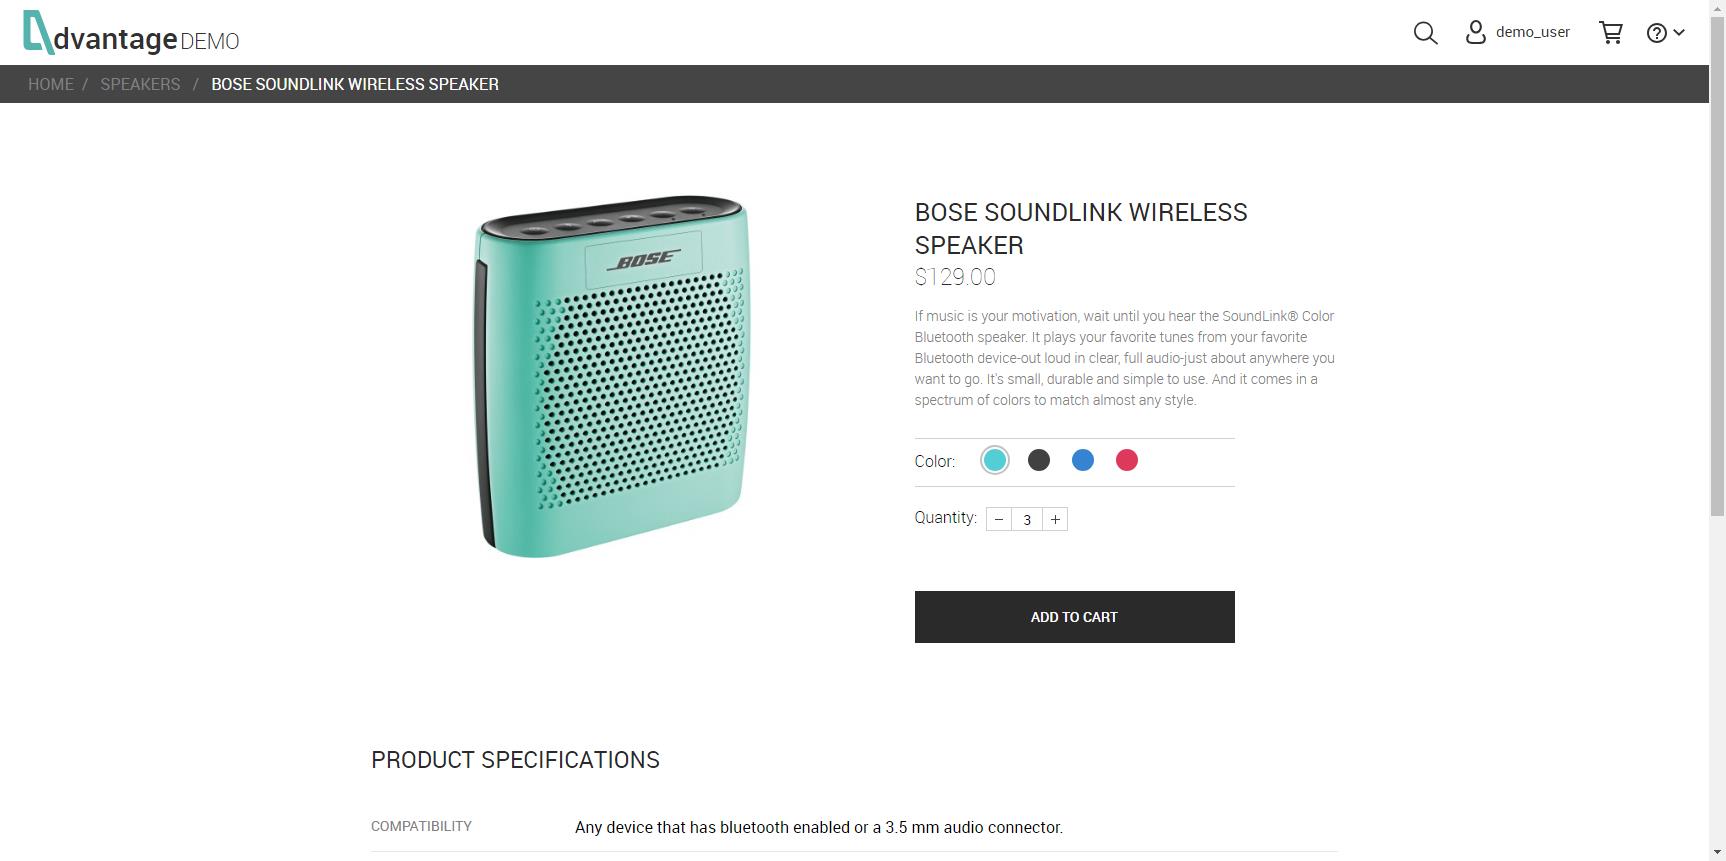 dvantage DEMO
demo_user
HOME / SPEAKERS / BOSE SOUNDLINK WIRELESS SPEAKER
BOSE
BOSE SOUNDLINK WIRELESS
SPEAKER
$129.00
If music is your motivation, wait until you hear the SoundLink® Color
Bluetooth speaker. It plays your favorite tunes from your favorite
Bluetooth device-out loud in clear, full audio-just about anywhere you
want to go. It's small, durable and simple to use. And it comes in a
spectrum of colors to match almost any style.
Color:
Quantity: − 3 +
ADD TO CART
PRODUCT SPECIFICATIONS
COMPATIBILITY Any device that has bluetooth enabled or a 3.5 mm audio connector.